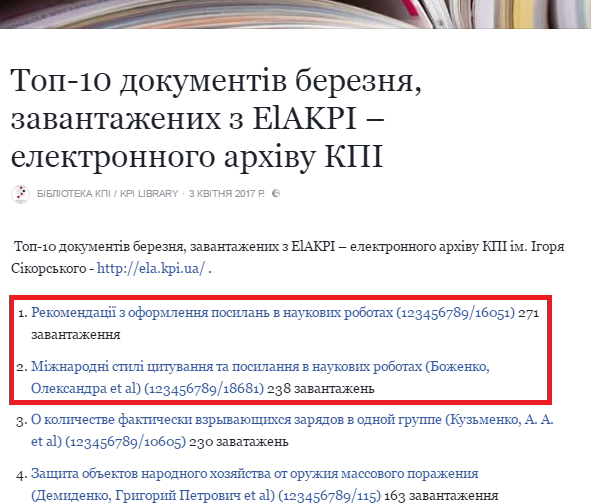 Топ-10 документів березня,
завантажених з ElAKPI –
електронного архіву КПІ
БІБЛІОТЕКА КПІ / KPI LIBRARY · 3 КВІТНЯ 2017 Р.
Топ-10 документів березня, завантажених з ElAKPI – електронного архіву КПІ ім. Ігоря
Сікорського - http://ela.kpi.ua/ .
1. Рекомендації з оформлення посилань в наукових роботах (123456789/16051) 271
завантаження
2. Міжнародні стилі цитування та посилання в наукових роботах (Боженко,
Олександра et al) (123456789/18681) 238 завантажень
3. О количестве фактически взрывающихся зарядов в одной группе (Кузьменко, А. А.
et al) (123456789/10605) 230 заватажень
4. Защита объектов народного хозяйства от оружия массового поражения
(Демиденко, Григорий Петрович et al) (123456789/115) 163 завантаження